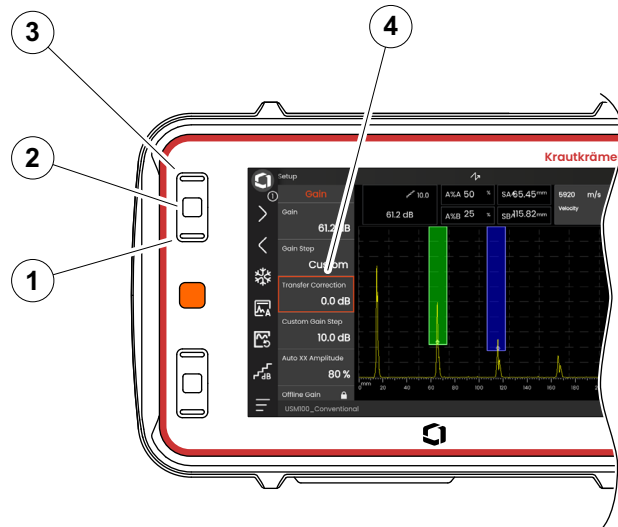 3
4
2
1
Krautkräme
Setup
1
Gain
10.0
61.2 dB
A%A 50 %
SA 65.45 mm
5920 m/s
A%B 25 %
SB 115.82 mm
Velocity
Gain
61.2 dB
Gain Step
Custom
Transfer Correction
0.0 dB
Custom Gain Step
10.0 dB
Auto XX Amplitude
80 %
Offline Gain
A
dB
mm 20 40 60 80 100 120 140 160 180
USM100_Conventional